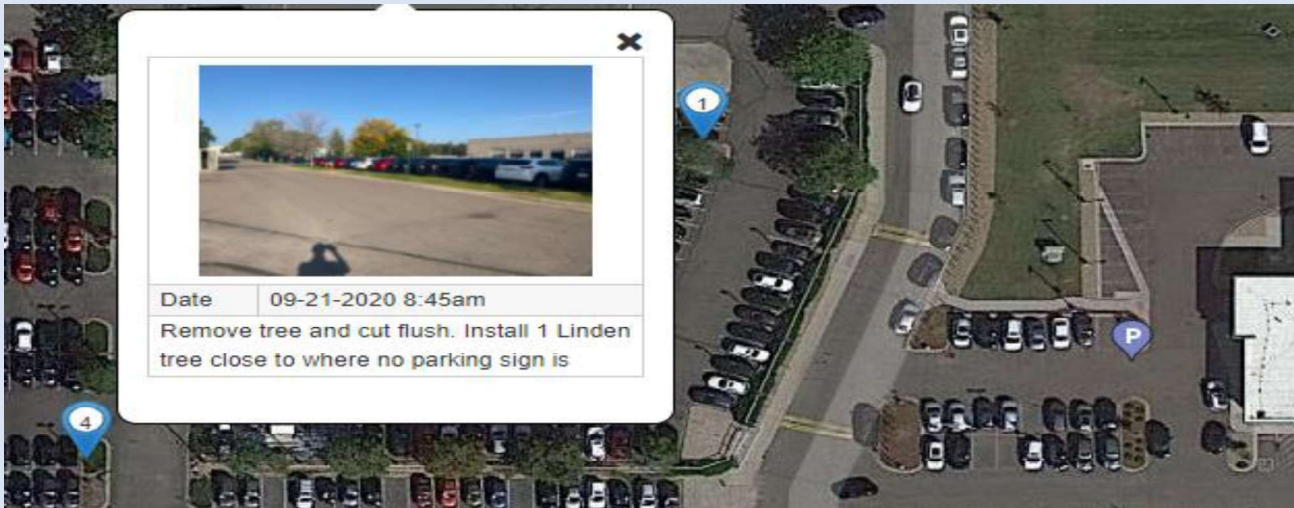 1
Date 09-21-2020 8:45am
Remove tree and cut flush. Install 1 Linden
tree close to where no parking sign is
P
4